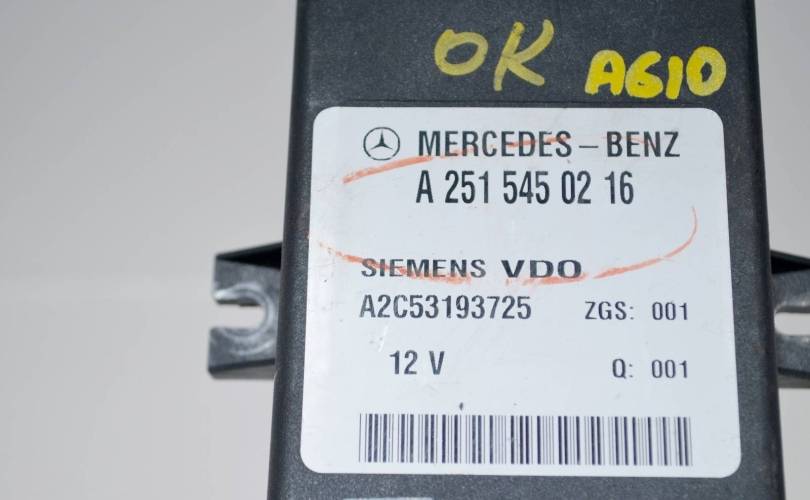 OK A610
MERCEDES-BENZ
A 251 545 02 16
SIEMENS VDO
A2C53193725 ZGS: 001
12 V Q: 001